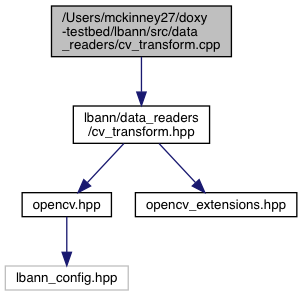 /Users/mckinney27/doxy
-testbed/lbann/src/data
_readers/cv_transform.cpp
lbann/data_readers
/cv_transform.hpp
opencv.hpp
opencv_extensions.hpp
lbann_config.hpp